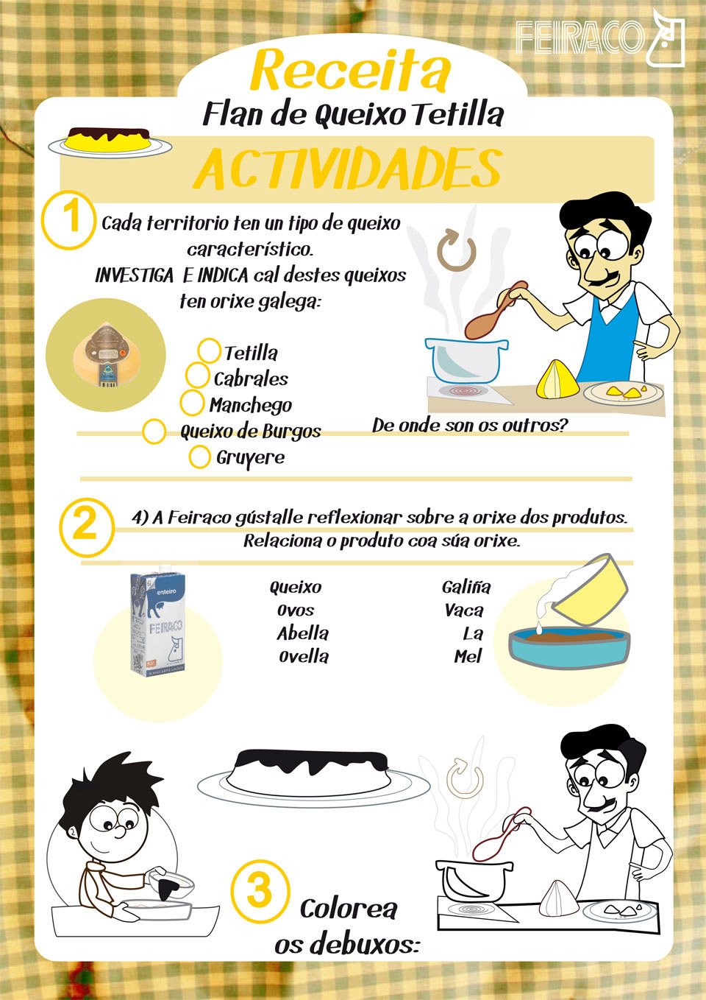 FEIRACO
Receita
Flan de Queixo Tetilla
ACTIVIDADES
1
Cada territorio ten un tipo de queixo
característico.
INVESTIGA E INDICA cal destes queixos
ten orixe galega:
Tetilla
Cabrales
Manchego
Queixo de Burgos
Gruyere
De onde son os outros?
2
4) A Feiraco gústalle reflexionar sobre a orixe dos produtos.
Relaciona o produto coa súa orixe.
enteiro
FEIRACO
Queixo
Ovos
Abella
Ovella
Galiña
Vaca
La
Mel
3
Colorea
os debuxos: